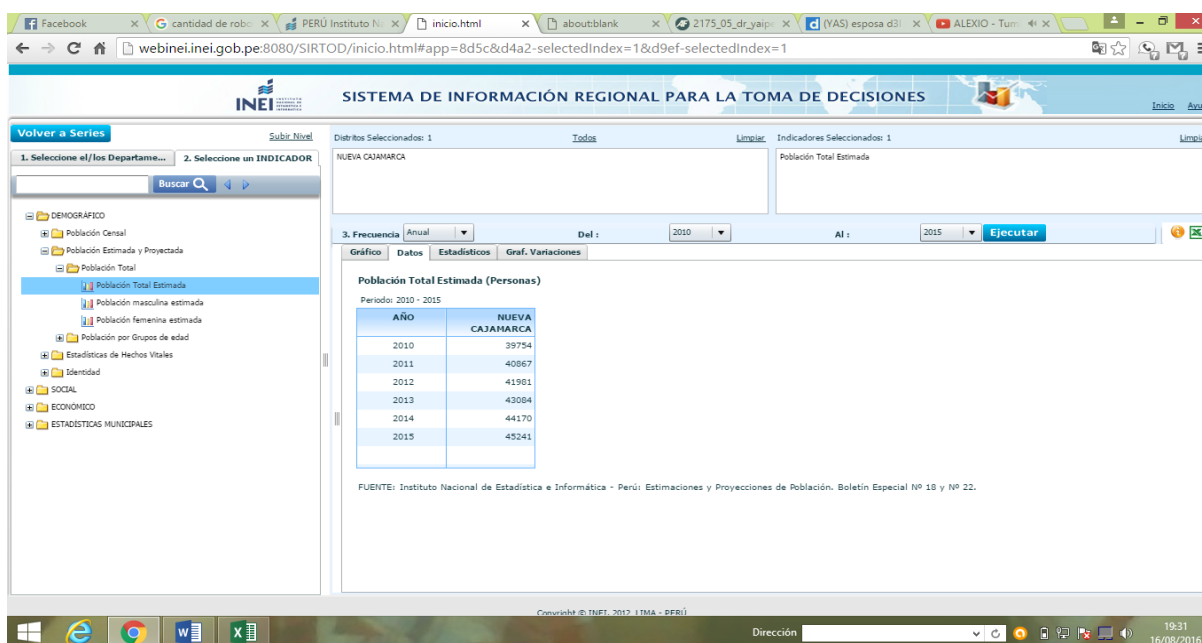 Facebook
cantidad de robo
PERÚ Instituto Na
inicio.html
about:blank
2175_05_dr_yaip
(YAS) esposa d3l
ALEXIO - Tum
webinei.inei.gob.pe:8080/SIRTOD/inicio.html#app=8d5c&d4a2-selectedIndex=1&d9ef-selectedIndex=1
INEI
SISTEMA DE INFORMACIÓN REGIONAL PARA LA TOMA DE DECISIONES
Inicio Ayu
Volver a Series
Subir Nivel
1. Seleccione el/los Departame...
2. Seleccione un INDICADOR
Buscar
DEMOGRÁFICO
Población Censal
Población Estimada y Proyectada
Población Total
Población Total Estimada
Población masculina estimada
Población femenina estimada
Población por Grupos de edad
Estadísticas de Hechos Vitales
Identidad
SOCIAL
ECONÓMICO
ESTADÍSTICAS MUNICIPALES
Distritos Seleccionados: 1 Todos Limpiar
NUEVA CAJAMARCA
Indicadores Seleccionados: 1 Limpia
Población Total Estimada
3. Frecuencia Anual Del : 2010 Al : 2015 Ejecutar
Gráfico Datos Estadísticos Graf. Variaciones
Población Total Estimada (Personas)
Periodo: 2010 - 2015
AÑO NUEVA
CAJAMARCA
2010 39754
2011 40867
2012 41981
2013 43084
2014 44170
2015 45241
FUENTE: Instituto Nacional de Estadística e Informática - Perú: Estimaciones y Proyecciones de Población. Boletín Especial Nº 18 y Nº 22.
Copyright © INEI. 2012 LIMA - PERÚ
Dirección
19:31
16/08/2016